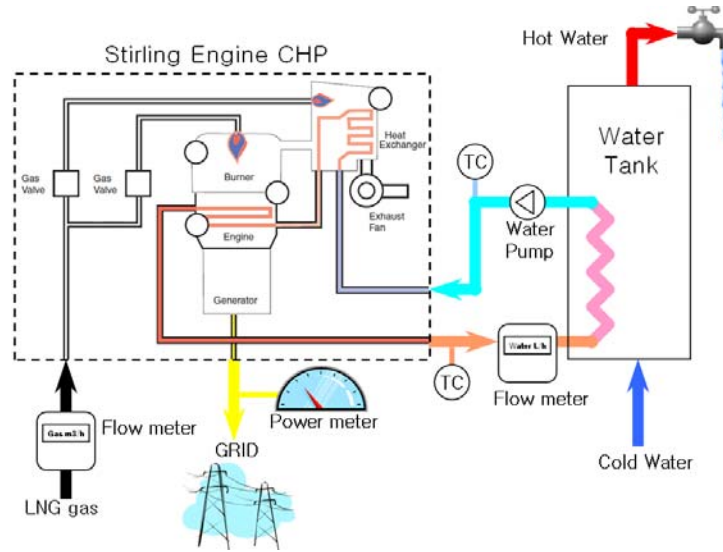 Stirling Engine CHP
Hot Water
Gas
Valve
Gas
Valve
Burner
Heat
Exchanger
Exhaust
Fan
Engine
Generator
TC
Water
Pump
Water
Tank
Water L/h
TC
Flow meter
Gas m3/h
Flow meter
Power meter
GRID
LNG gas
Cold Water